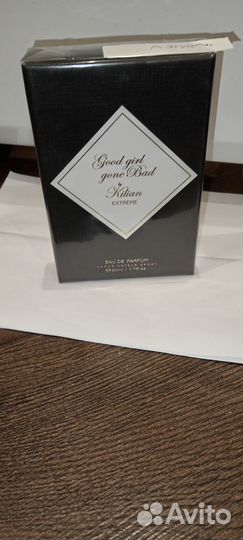 Good girl
gone Bad
by
Kilian
EXTREME
EAU DE PARFUM
Avito